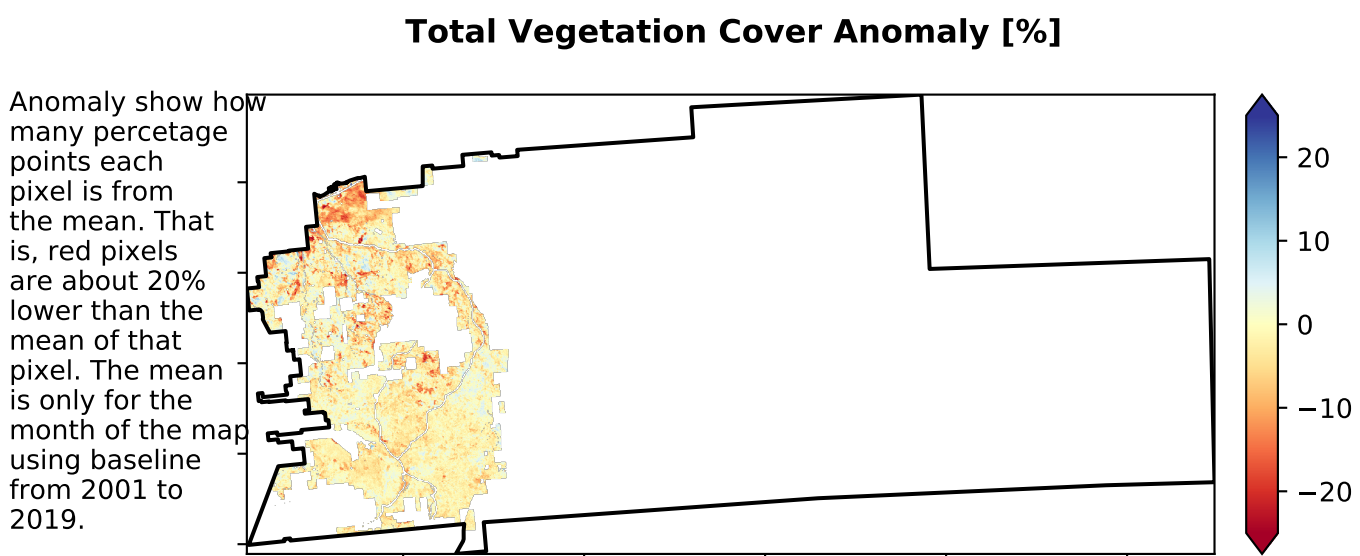 Total Vegetation Cover Anomaly [%]
Anomaly show how
many percetage
points each
pixel is from
the mean. That
is, red pixels
are about 20%
lower than the
mean of that
pixel. The mean
is only for the
month of the map
using baseline
from 2001 to
2019.
20
10
0
−10
−20